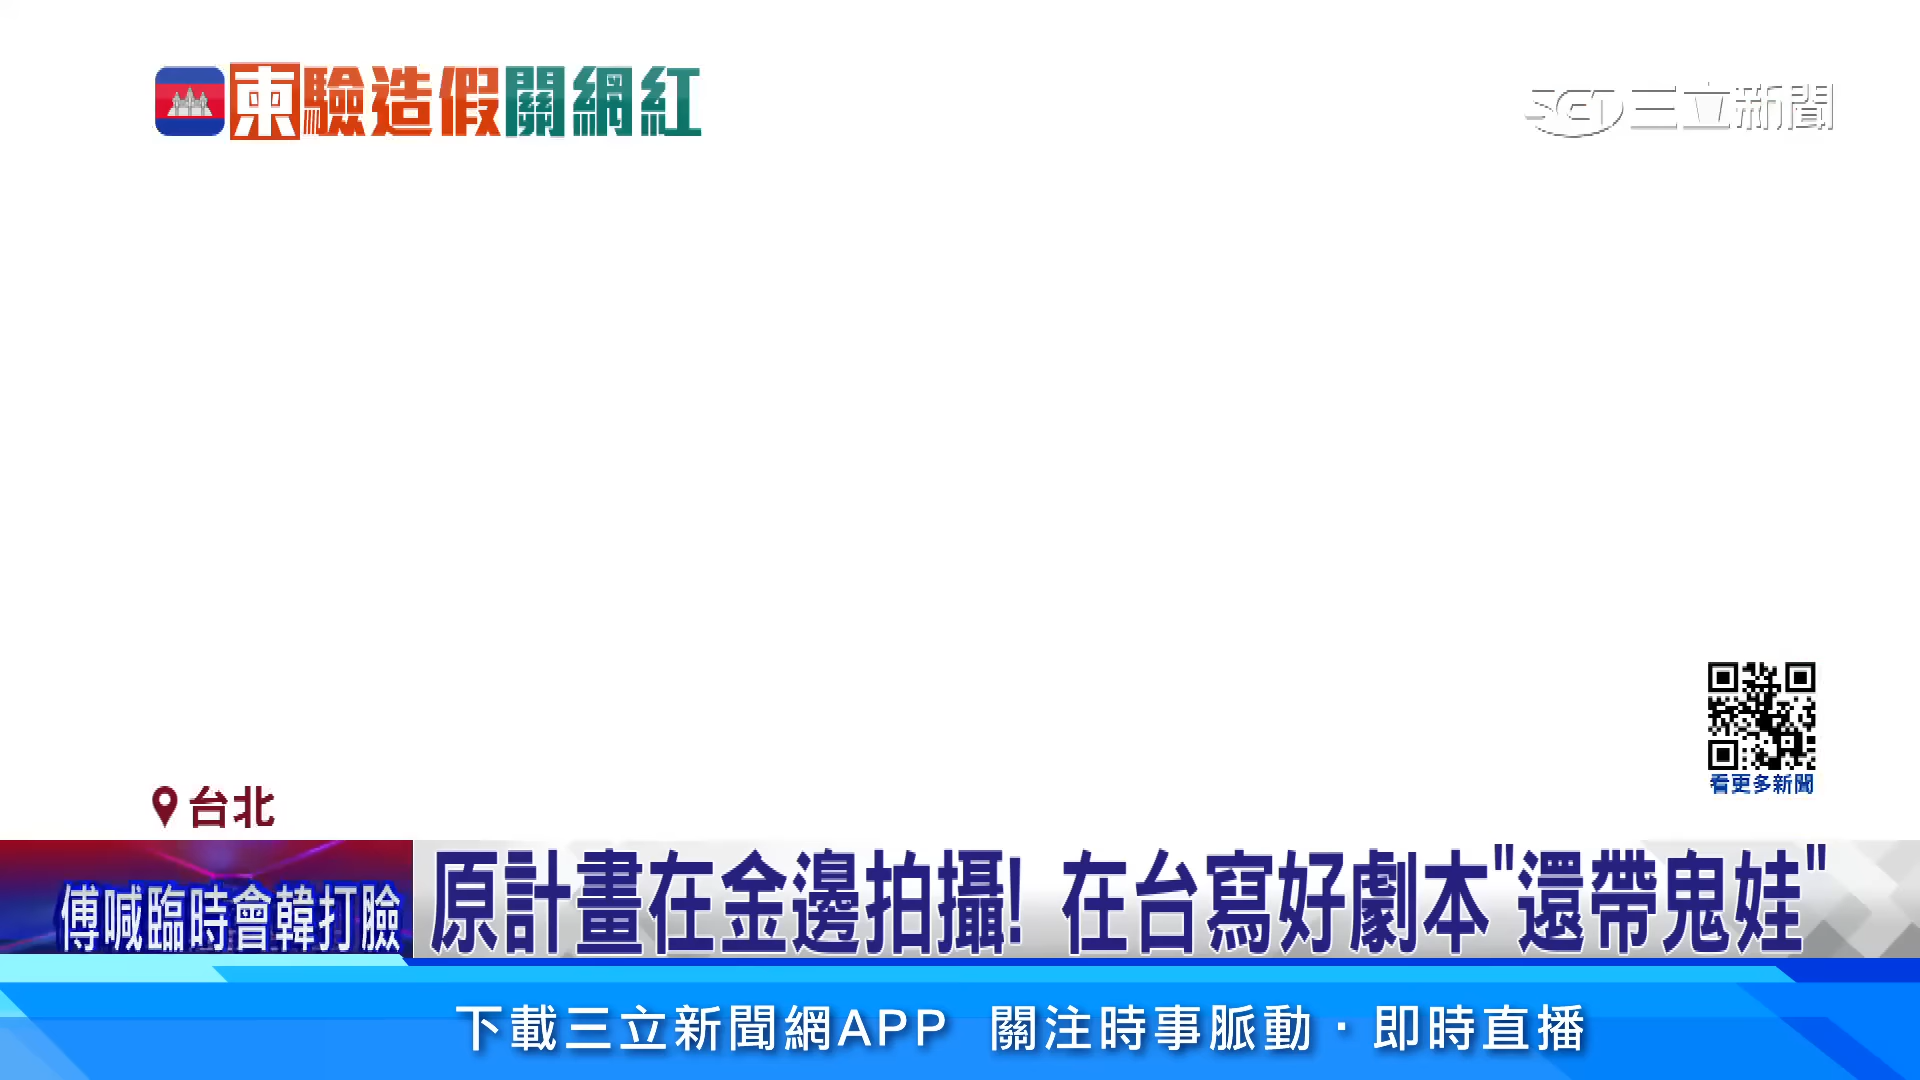 柬驗造假關網紅
SET三立新聞
看更多新聞
台北
傅喊臨時會韓打臉
原計畫在金邊拍攝! 在台寫好劇本"還帶鬼娃"
下載三立新聞網APP 關注時事脈動·即時直播